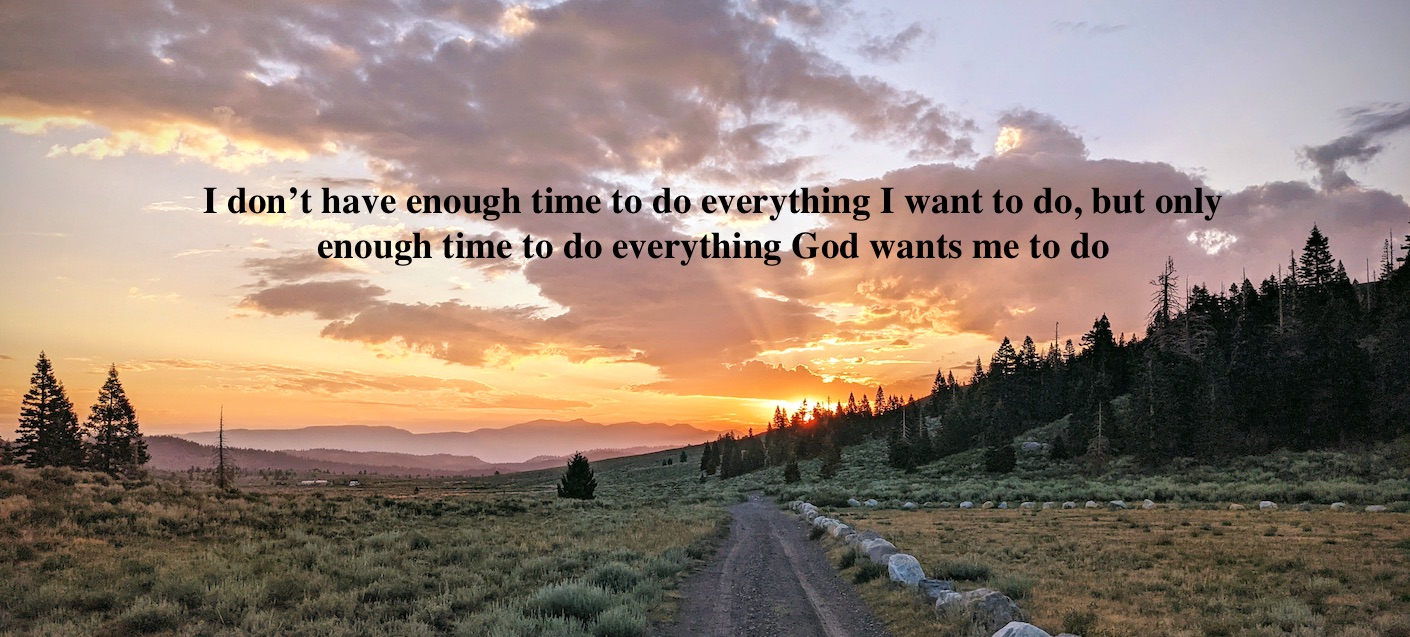 I don’t have enough time to do everything I want to do, but only
enough time to do everything God wants me to do